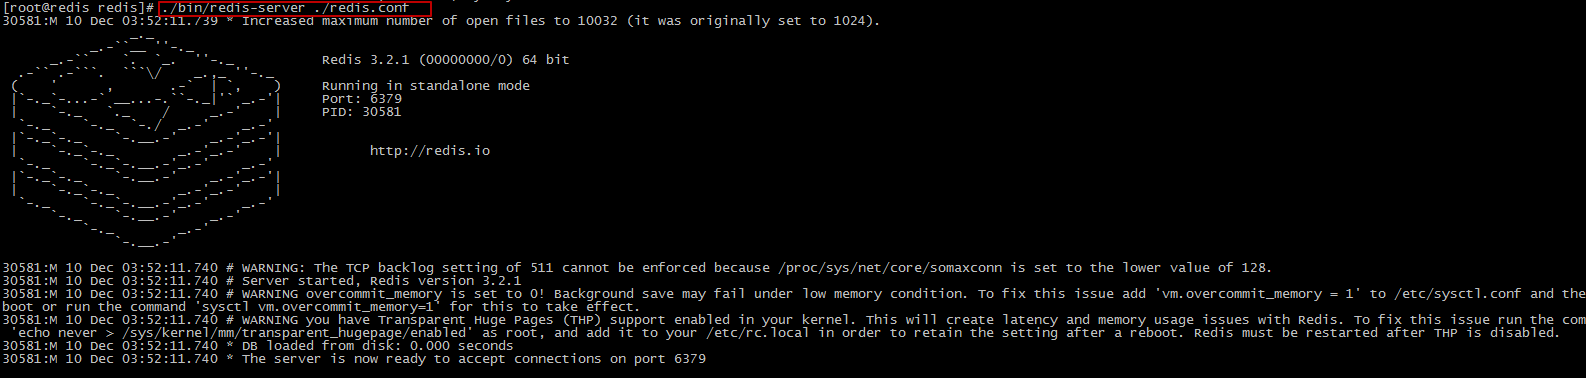 [root@redis redis]# ./bin/redis-server ./redis.conf
30581:M 10 Dec 03:52:11.739 * Increased maximum number of open files to 10032 (it was originally set to 1024).
Redis 3.2.1 (00000000/0) 64 bit
Running in standalone mode
Port: 6379
PID: 30581
http://redis.io
30581:M 10 Dec 03:52:11.740 # WARNING: The TCP backlog setting of 511 cannot be enforced because /proc/sys/net/core/somaxconn is set to the lower value of 128.
30581:M 10 Dec 03:52:11.740 # Server started, Redis version 3.2.1
30581:M 10 Dec 03:52:11.740 # WARNING overcommit_memory is set to 0! Background save may fail under low memory condition. To fix this issue add 'vm.overcommit_memory = 1' to /etc/sysctl.conf and the
boot or run the command 'sysctl vm.overcommit_memory=1' for this to take effect.
30581:M 10 Dec 03:52:11.740 # WARNING you have Transparent Huge Pages (THP) support enabled in your kernel. This will create latency and memory usage issues with Redis. To fix this issue run the com
'echo never > /sys/kernel/mm/transparent_hugepage/enabled' as root, and add it to your /etc/rc.local in order to retain the setting after a reboot. Redis must be restarted after THP is disabled.
30581:M 10 Dec 03:52:11.740 * DB loaded from disk: 0.000 seconds
30581:M 10 Dec 03:52:11.740 * The server is now ready to accept connections on port 6379